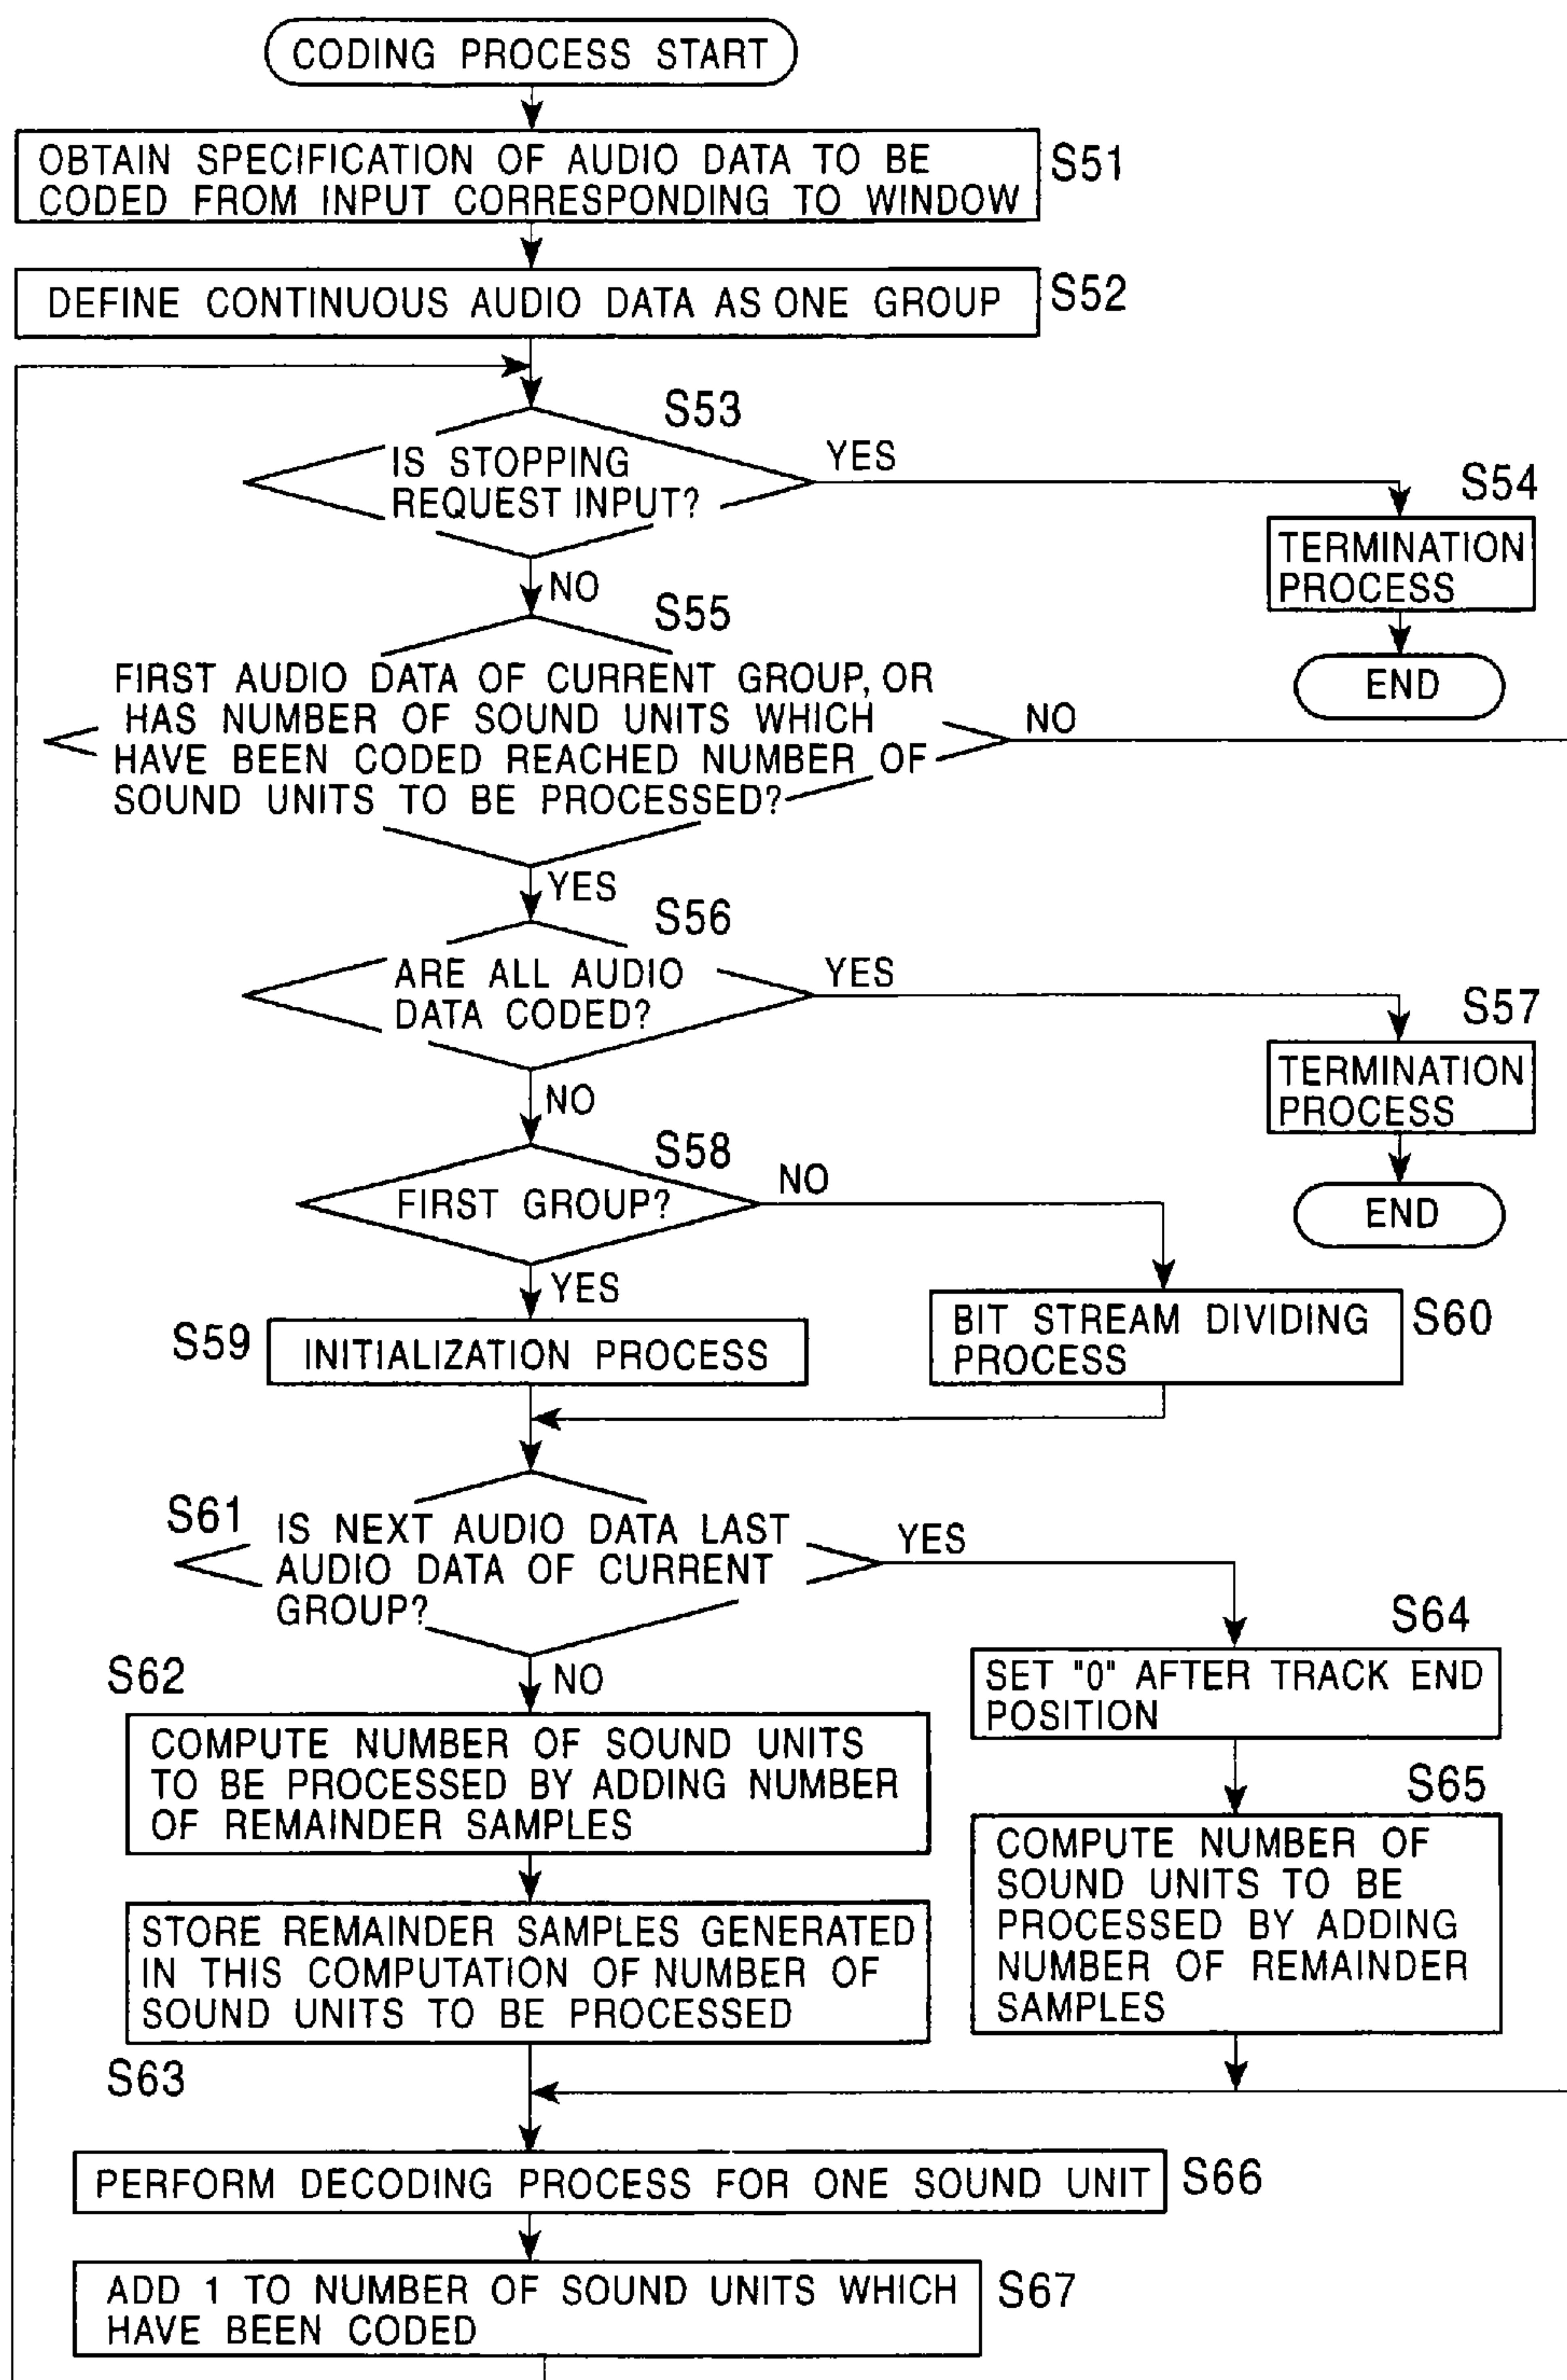 CODING PROCESS START
OBTAIN SPECIFICATION OF AUDIO DATA TO BE
CODED FROM INPUT CORRESPONDING TO WINDOW
S51
DEFINE CONTINUOUS AUDIO DATA AS ONE GROUP
S52
S53
IS STOPPING
REQUEST INPUT?
YES
S54
TERMINATION
PROCESS
END
NO
S55
FIRST AUDIO DATA OF CURRENT GROUP, OR
HAS NUMBER OF SOUND UNITS WHICH
HAVE BEEN CODED REACHED NUMBER OF
SOUND UNITS TO BE PROCESSED?
NO
YES
S56
ARE ALL AUDIO
DATA CODED?
YES
S57
TERMINATION
PROCESS
END
NO
S58
FIRST GROUP?
NO
YES
S59
INITIALIZATION PROCESS
BIT STREAM DIVIDING
PROCESS
S60
S61
IS NEXT AUDIO DATA LAST
AUDIO DATA OF CURRENT
GROUP?
YES
NO
S62
COMPUTE NUMBER OF SOUND UNITS
TO BE PROCESSED BY ADDING NUMBER
OF REMAINDER SAMPLES
STORE REMAINDER SAMPLES GENERATED
IN THIS COMPUTATION OF NUMBER OF
SOUND UNITS TO BE PROCESSED
S63
S64
SET "0" AFTER TRACK END
POSITION
S65
COMPUTE NUMBER OF
SOUND UNITS TO BE
PROCESSED BY ADDING
NUMBER OF REMAINDER
SAMPLES
PERFORM DECODING PROCESS FOR ONE SOUND UNIT
S66
ADD 1 TO NUMBER OF SOUND UNITS WHICH
HAVE BEEN CODED
S67